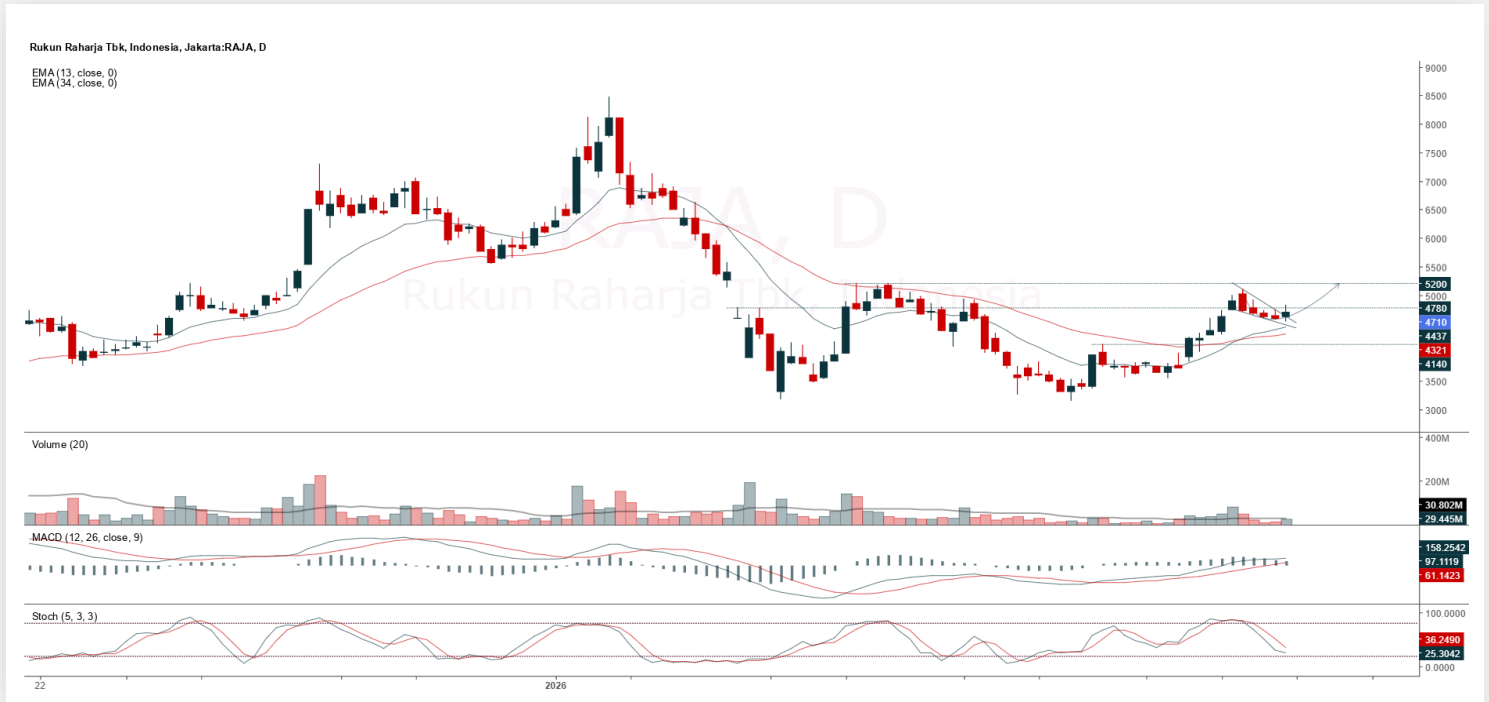 Rukun Raharja Tbk, Indonesia, Jakarta:RAJA, D
EMA (13, close, 0)
EMA (34, close, 0)
RAJA, D
Rukun Raharja Tbk, Indonesia
9000
8500
8000
7500
7000
6500
6000
5500
5200
5000
4780
4710
4437
4321
4140
3500
3000
Volume (20)
400M
200M
30.802M
29.445M
MACD (12, 26, close, 9)
158.2542
97.1119
61.1423
Stoch (5, 3, 3)
100.0000
36.2490
25.3042
0.0000
22
2026